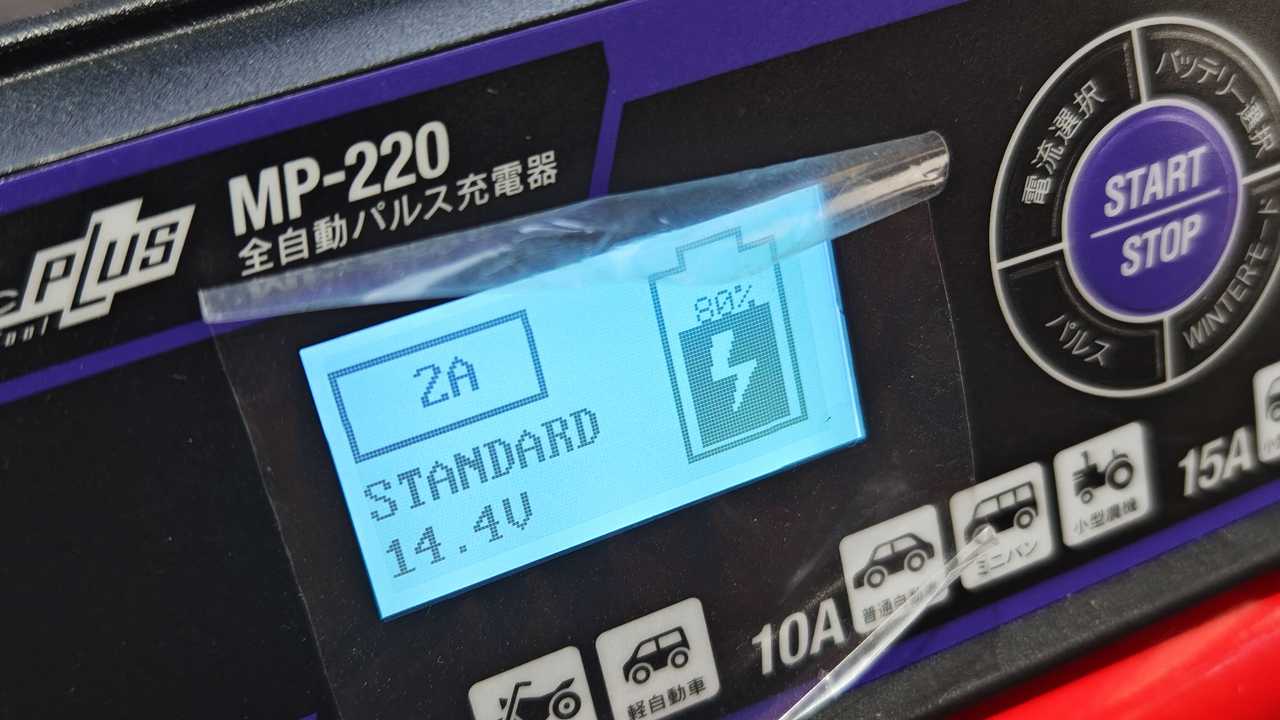 PLUS
MP-220
全自動パルス充電器
2A
STANDARD
14.4V
80%
電流選択
バッテリー選択
START
STOP
パルス
WINTERモード
軽自動車
10A
普通自動車
ミニバン
小型農機
15A